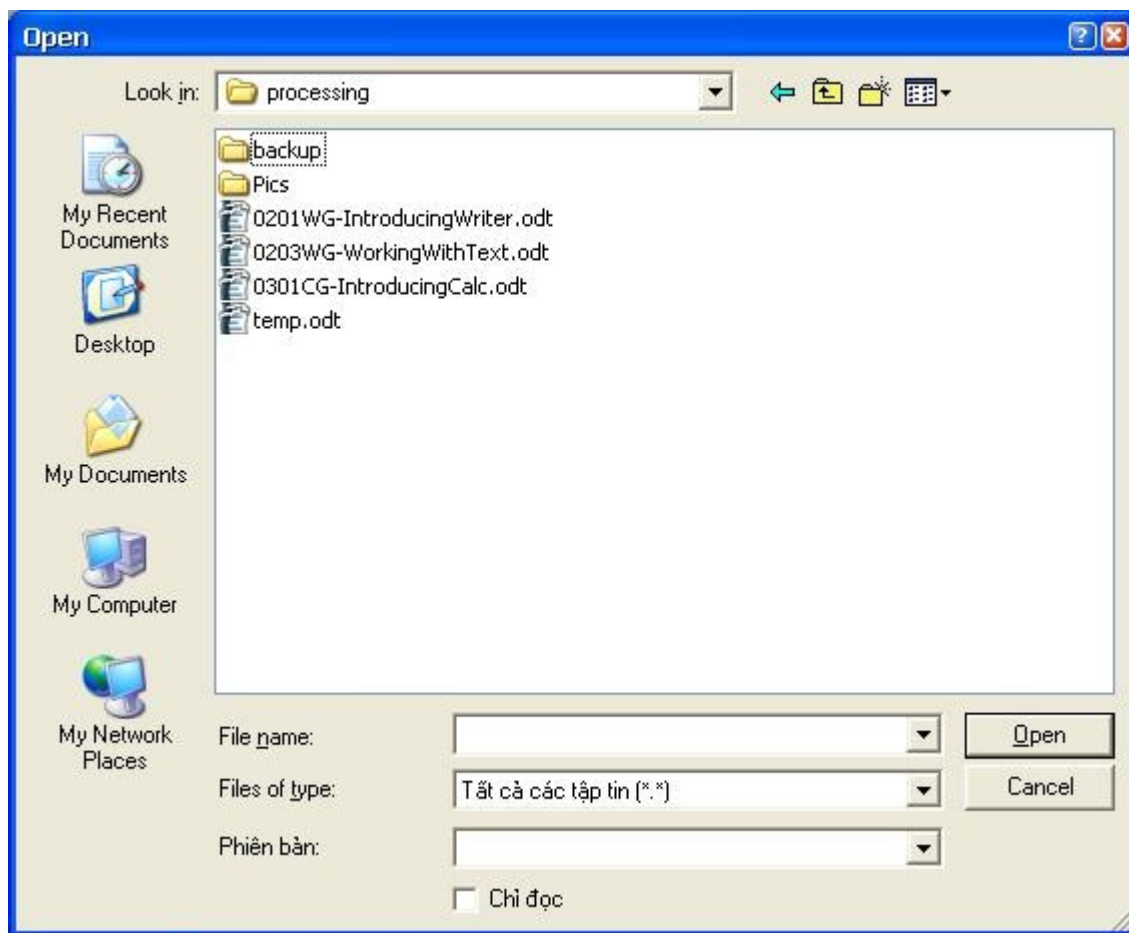 Open
Look in:
processing
backup
Pics
0201WG-IntroducingWriter.odt
0203WG-WorkingWithText.odt
0301CG-IntroducingCalc.odt
temp.odt
My Recent
Documents
Desktop
My Documents
My Computer
My Network
Places
File name:
Open
Files of type:
Tất cả các tập tin (*.*)
Cancel
Phiên bản:
Chỉ đọc